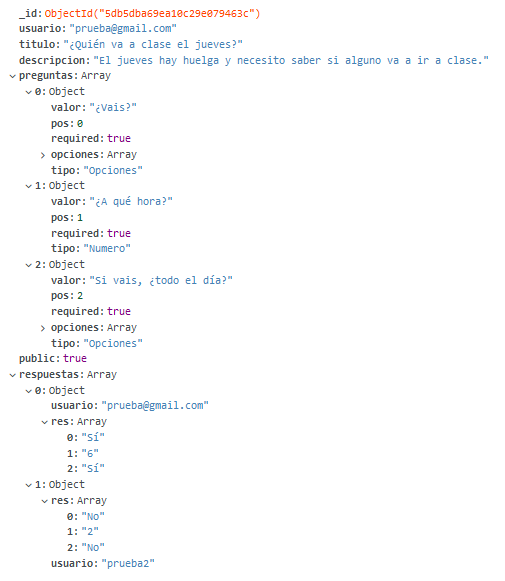 _id:ObjectId("5db5dba69ea10c29e079463c")
usuario:"prueba@gmail.com"
titulo:"¿Quién va a clase el jueves?"
descripcion:"El jueves hay huelga y necesito saber si alguno va a ir a clase."
preguntas:Array
0:Object
valor:"¿Vais?"
pos:0
required:true
opciones:Array
tipo:"Opciones"
1:Object
valor:"¿A qué hora?"
pos:1
required:true
tipo:"Numero"
2:Object
valor:"Si vais, ¿todo el día?"
pos:2
required:true
opciones:Array
tipo:"Opciones"
public:true
respuestas:Array
0:Object
usuario:"prueba@gmail.com"
res:Array
0:"Sí"
1:"6"
2:"Sí"
1:Object
res:Array
0:"No"
1:"2"
2:"No"
usuario:"prueba2"